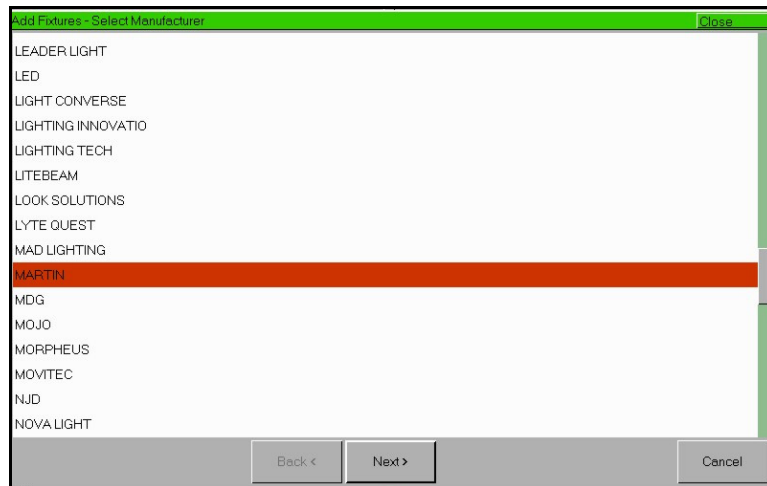 Add Fixtures - Select Manufacturer Close
LEADER LIGHT
LED
LIGHT CONVERSE
LIGHTING INNOVATIO
LIGHTING TECH
LITEBEAM
LOOK SOLUTIONS
LYTE QUEST
MAD LIGHTING
MARTIN
MDG
MOJO
MORPHEUS
MOVITEC
NJD
NOVA LIGHT
Back < Next > Cancel